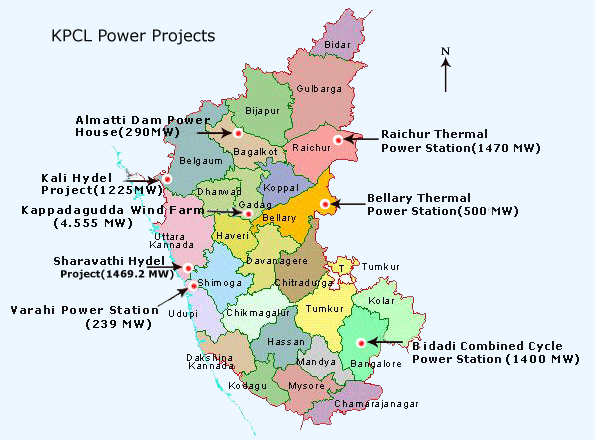 KPCL Power Projects
N
Bidar
Gulbarga
Bijapur
Almatti Dam Power
House(290MW)
Raichur Thermal
Power Station(1470 MW)
Raichur
Bagalkot
Belgaum
Kali Hydel
Project(1225MW)
Koppal
Dharwad
Bellary Thermal
Power Station(500 MW)
Gadag
Kappadagudda Wind Farm
(4.555 MW)
Bellary
Uttara
Kannada
Haveri
Sharavathi Hydel
Project(1469.2 MW)
Davanagere
T
Tumkur
Shimoga
Chitradurga
Kolar
Varahi Power Station
(239 MW)
Udupi
Chikmagalur
Tumkur
Hassan
Bidadi Combined Cycle
Power Station (1400 MW)
Dakshina
Kannada
Mandya
Bangalore
Kodagu
Mysore
Chamarajanagar